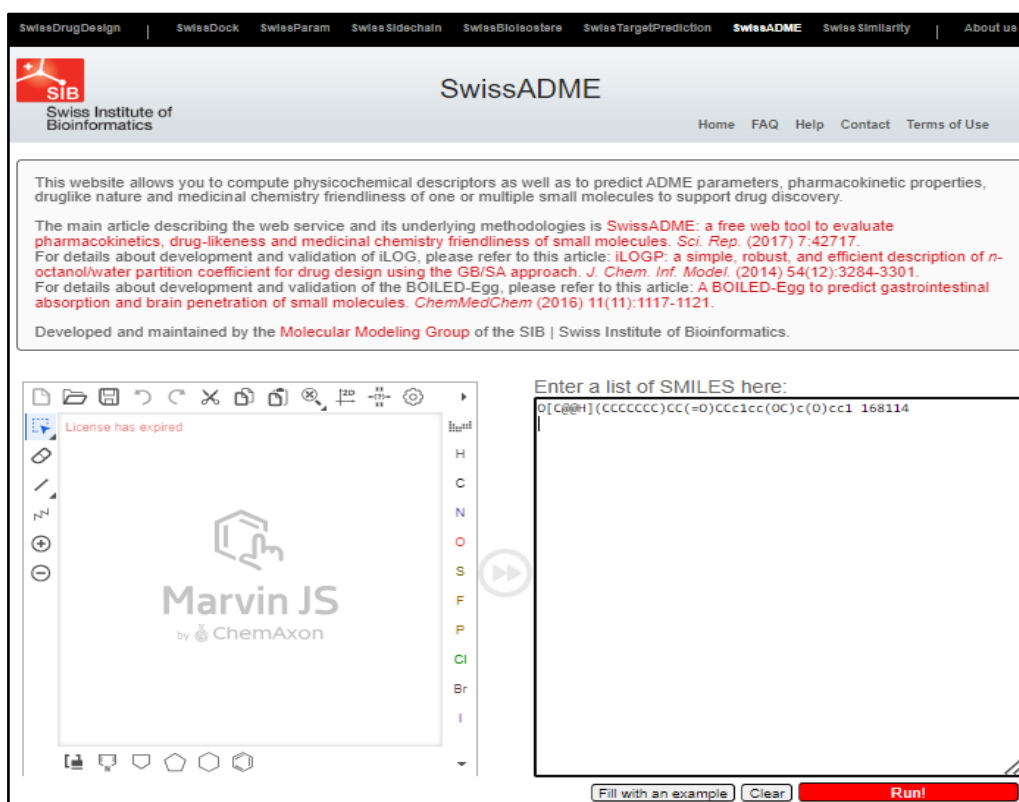 SwissDrugDesign | SwissDock SwissParam SwissSidechain SwissBioisostere SwissTargetPrediction SwissADME SwissSimilarity | About us
SIB
Swiss Institute of
Bioinformatics
SwissADME
Home FAQ Help Contact Terms of Use
This website allows you to compute physicochemical descriptors as well as to predict ADME parameters, pharmacokinetic properties,
druglike nature and medicinal chemistry friendliness of one or multiple small molecules to support drug discovery.
The main article describing the web service and its underlying methodologies is SwissADME: a free web tool to evaluate
pharmacokinetics, drug-likeness and medicinal chemistry friendliness of small molecules. Sci. Rep. (2017) 7:42717.
For details about development and validation of iLOG, please refer to this article: iLOGP: a simple, robust, and efficient description of n-
octanol/water partition coefficient for drug design using the GB/SA approach. J. Chem. Inf. Model. (2014) 54(12):3284-3301.
For details about development and validation of the BOILED-Egg, please refer to this article: A BOILED-Egg to predict gastrointestinal
absorption and brain penetration of small molecules. ChemMedChem (2016) 11(11):1117-1121.
Developed and maintained by the Molecular Modeling Group of the SIB | Swiss Institute of Bioinformatics.
2D
License has expired
H
C
N
O
S
F
P
Cl
Br
I
Marvin JS
by ChemAxon
Enter a list of SMILES here:
O[C@@H](CCCCCCC)CC(=O)CCc1cc(OC)c(O)cc1 168114
Fill with an example Clear Run!